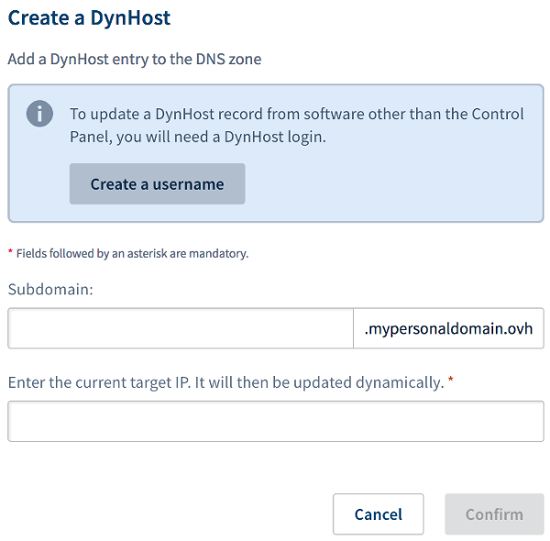 Create a DynHost
Add a DynHost entry to the DNS zone
To update a DynHost record from software other than the Control
Panel, you will need a DynHost login.
Create a username
* Fields followed by an asterisk are mandatory.
Subdomain:
.mypersonaldomain.ovh
Enter the current target IP. It will then be updated dynamically. *
Cancel
Confirm